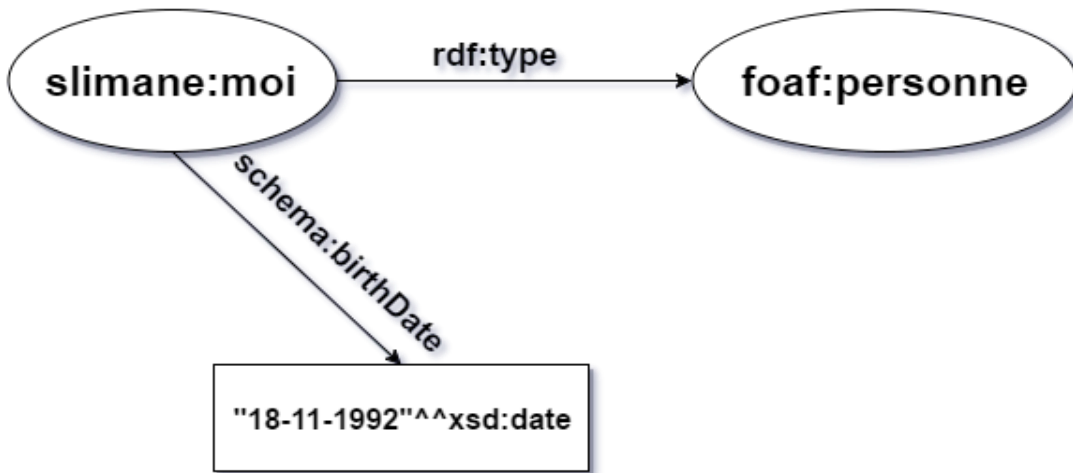 rdf:type
slimane:moi
foaf:personne
schema:birthDate
"18-11-1992"^^xsd:date